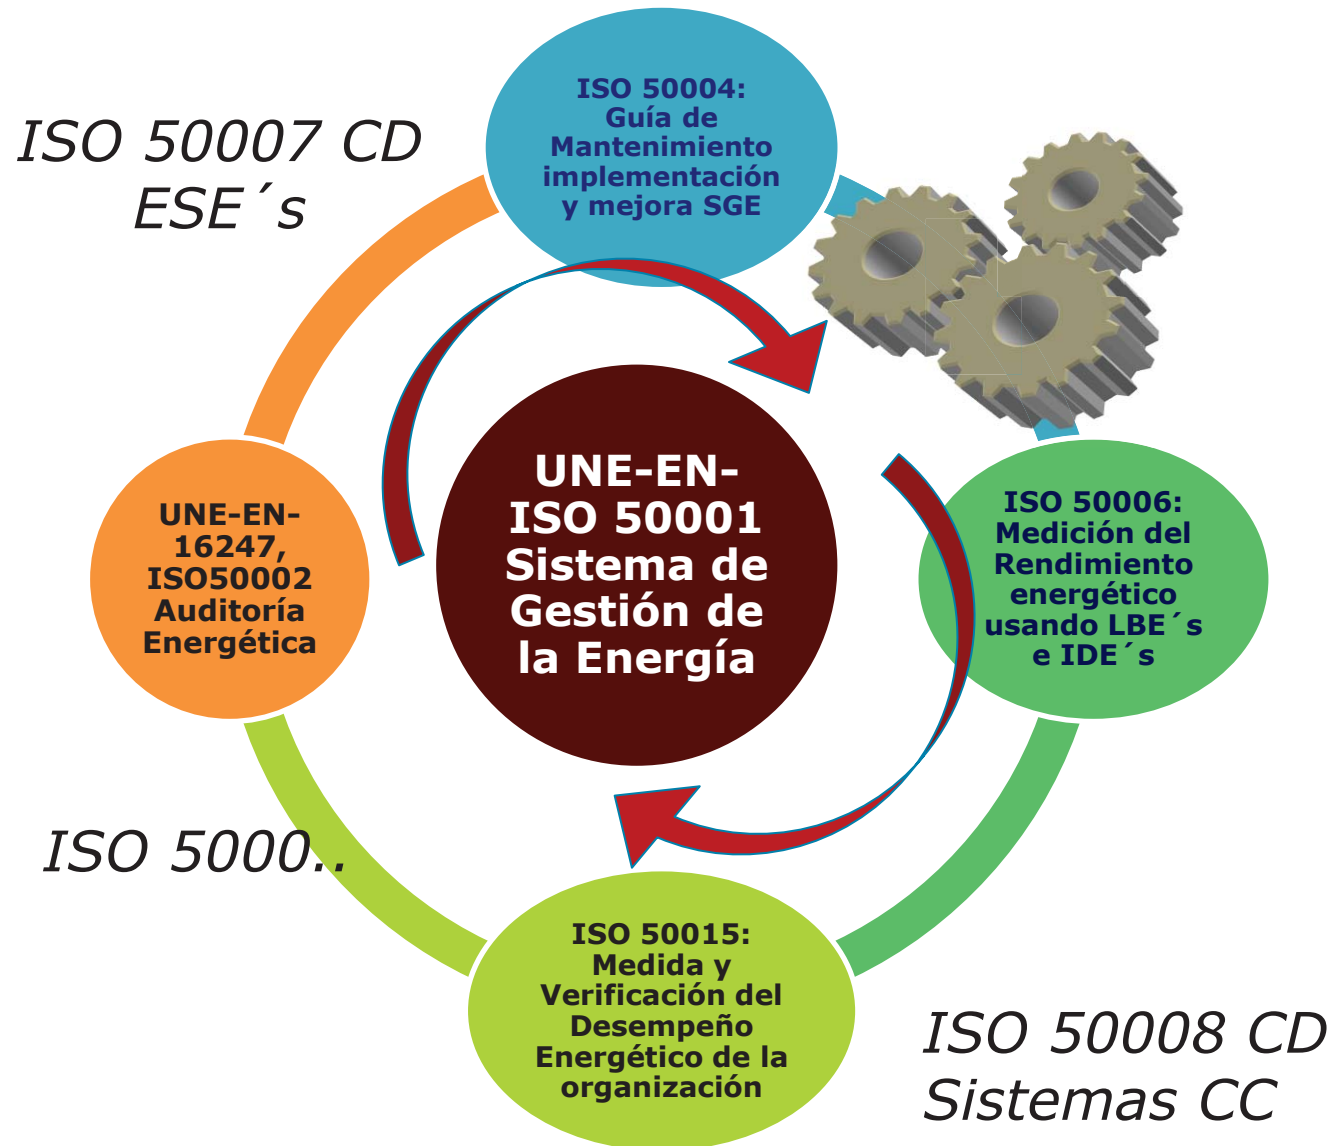 ISO 50004:
Guía de
Mantenimiento
implementación
y mejora SGE
ISO 50007 CD
ESE´s
UNE-EN-
ISO 50001
Sistema de
Gestión de
la Energía
UNE-EN-
16247,
ISO50002
Auditoría
Energética
ISO 50006:
Medición del
Rendimiento
energético
usando LBE´s
e IDE´s
ISO 5000..
ISO 50015:
Medida y
Verificación del
Desempeño
Energético de la
organización
ISO 50008 CD
Sistemas CC